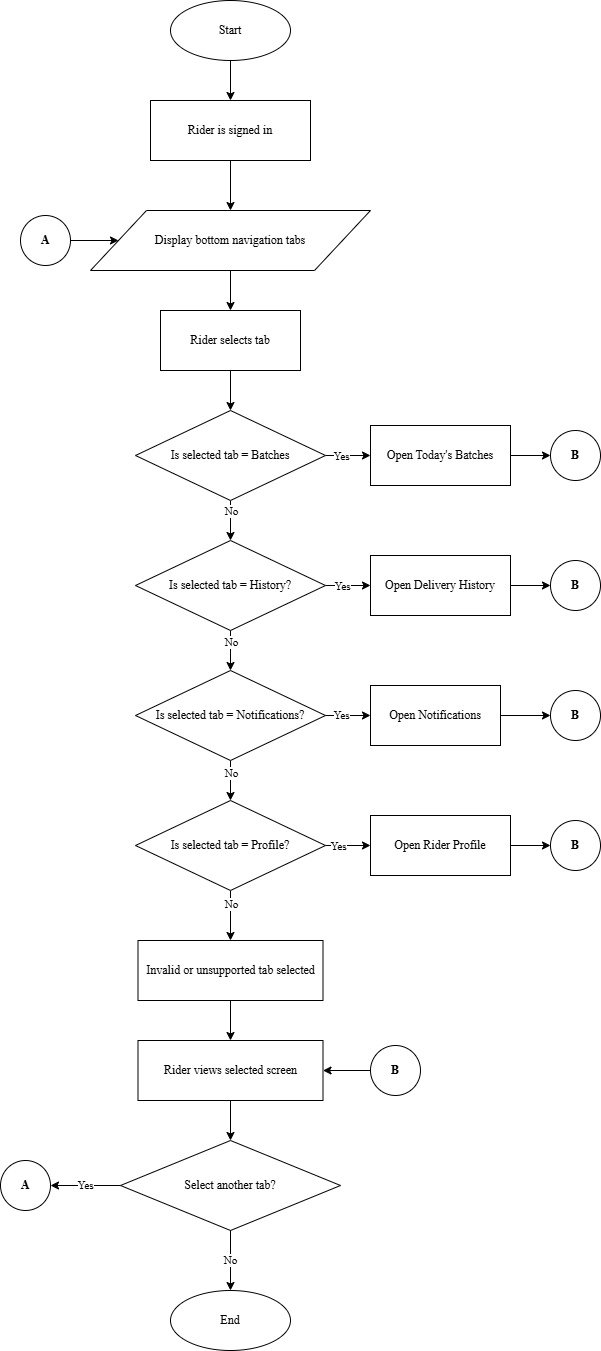 Start
Rider is signed in
A
Display bottom navigation tabs
Rider selects tab
Is selected tab = Batches
Yes
Open Today's Batches
B
No
Is selected tab = History?
Yes
Open Delivery History
B
No
Is selected tab = Notifications?
Yes
Open Notifications
B
No
Is selected tab = Profile?
Yes
Open Rider Profile
B
No
Invalid or unsupported tab selected
Rider views selected screen
B
A
Yes
Select another tab?
No
End